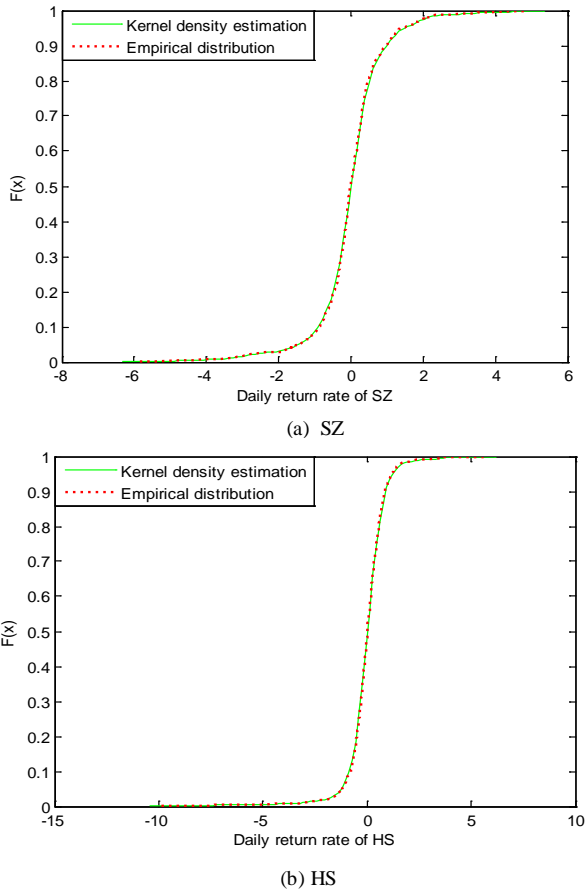 1
0.9
0.8
0.7
0.6
0.5
0.4
0.3
0.2
0.1
0
F(x)
Kernel density estimation
Empirical distribution
-8 -6 -4 -2 0 2 4 6
Daily return rate of SZ
(a) SZ
1
0.9
0.8
0.7
0.6
0.5
0.4
0.3
0.2
0.1
0
F(x)
Kernel density estimation
Empirical distribution
-15 -10 -5 0 5 10
Daily return rate of HS
(b) HS